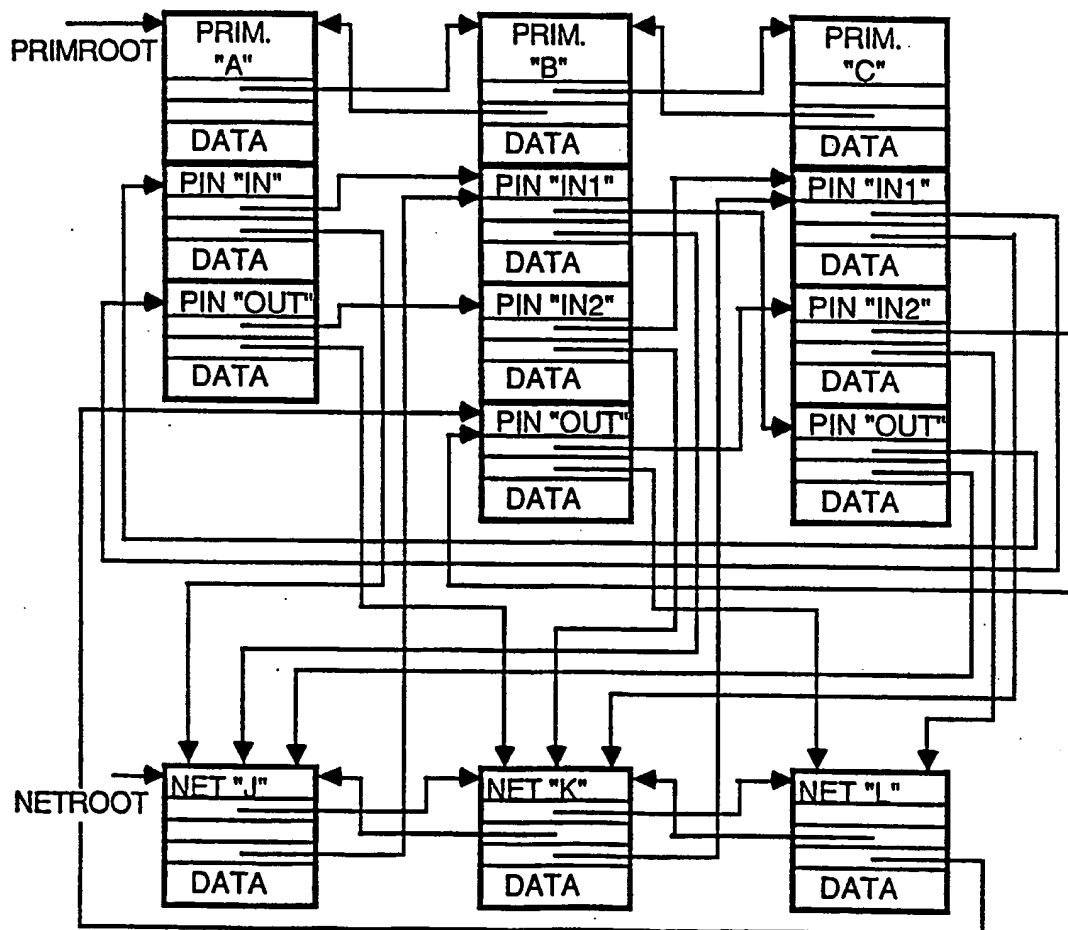 PRIMROOT
PRIM.
"A"
DATA
PIN "IN"
DATA
PIN "OUT"
DATA
PRIM.
"B"
DATA
PIN "IN1"
DATA
PIN "IN2"
DATA
PIN "OUT"
DATA
PRIM.
"C"
DATA
PIN "IN1"
DATA
PIN "IN2"
DATA
PIN "OUT"
DATA
NETROOT
NET "J"
DATA
NET "K"
DATA
NET "L"
DATA